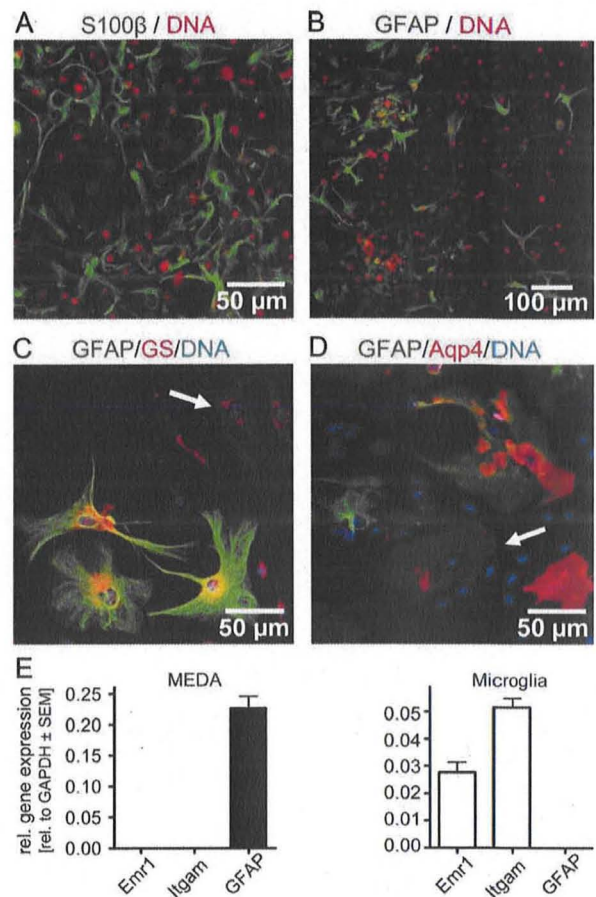 A S100β / DNA
B GFAP / DNA
50 µm
100 µm
C GFAP/GS/DNA
D GFAP/Aqp4/DNA
50 µm
50 µm
E
MEDA
rel. gene expression
[rel. to GAPDH ± SEM]
0.25
0.20
0.15
0.10
0.05
0.00
Emr1
Itgam
GFAP
Microglia
0.05
0.04
0.03
0.02
0.01
0.00
Emr1
Itgam
GFAP